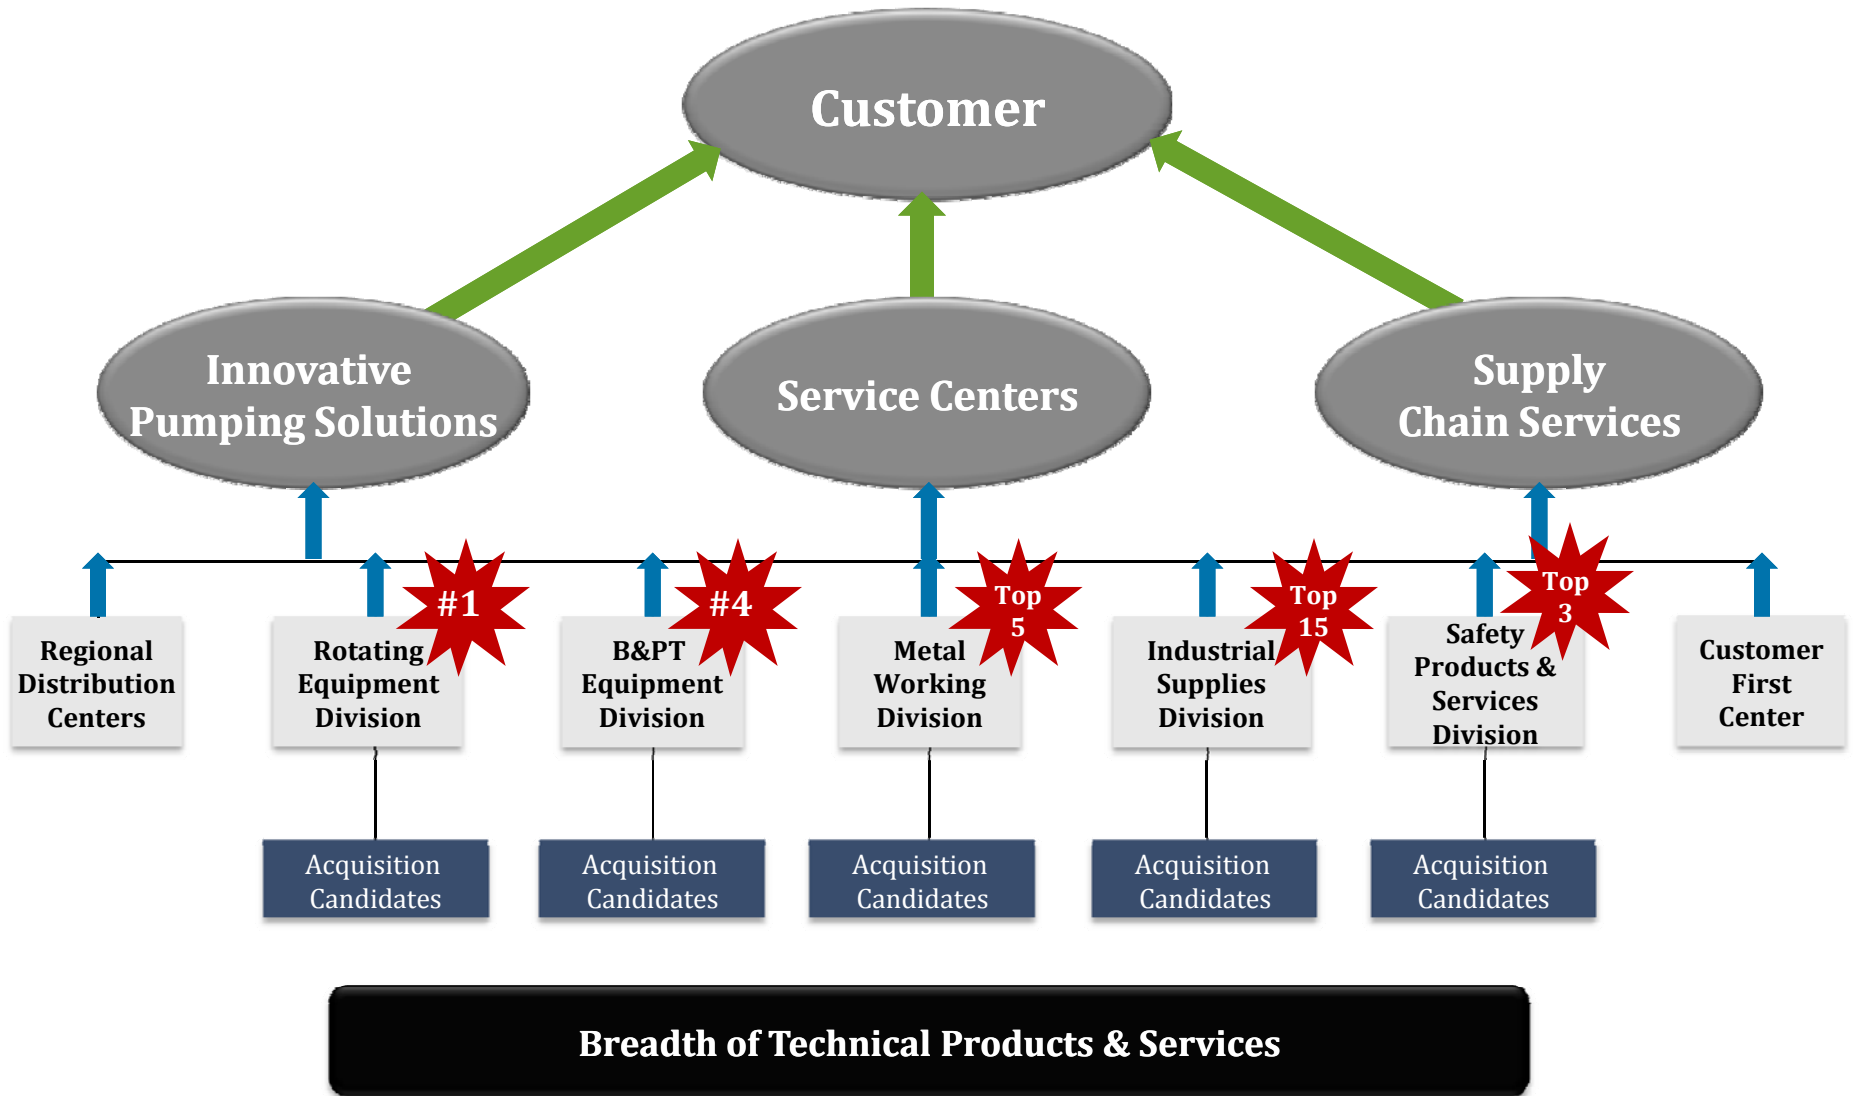 Customer
Innovative
Pumping Solutions
Service Centers
Supply
Chain Services
#1
#4
Top
5
Top
15
Top
3
Regional
Distribution
Centers
Rotating
Equipment
Division
B&PT
Equipment
Division
Metal
Working
Division
Industrial
Supplies
Division
Safety
Products &
Services
Division
Customer
First
Center
Acquisition
Candidates
Acquisition
Candidates
Acquisition
Candidates
Acquisition
Candidates
Acquisition
Candidates
Breadth of Technical Products & Services